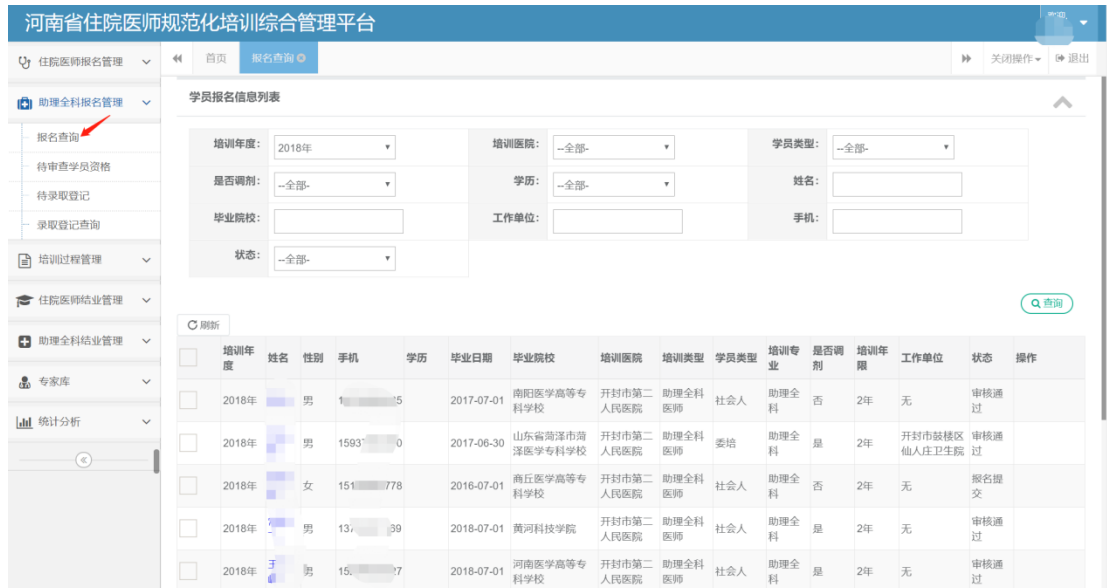 河南省住院医师规范化培训综合管理平台
住院医师报名管理
首页 报名查询
关闭操作 退出
助理全科报名管理
报名查询
待审查学员资格
待录取登记
录取登记查询
培训过程管理
住院医师结业管理
助理全科结业管理
专家库
统计分析
学员报名信息列表
培训年度: 2018年 培训医院: --全部- 学员类型: --全部-
是否调剂: --全部- 学历: --全部- 姓名:
毕业院校: 工作单位: 手机:
状态: --全部-
查询
刷新
培训年度 姓名 性别 手机 学历 毕业日期 毕业院校 培训医院 培训类型 学员类型 培训专业 是否调剂 培训年限 工作单位 状态 操作
2018年 男 1 5 2017-07-01 南阳医学高等专科学校 开封市第二人民医院 助理全科医师 社会人 助理全科 否 2年 无 审核通过
2018年 男 1593 0 2017-06-30 山东省菏泽市菏泽医学专科学校 开封市第二人民医院 助理全科医师 委培 助理全科 是 2年 开封市鼓楼区仙人庄卫生院 审核通过
2018年 女 151 778 2016-07-01 商丘医学高等专科学校 开封市第二人民医院 助理全科医师 社会人 助理全科 否 2年 无 报名提交
2018年 男 137 69 2018-07-01 黄河科技学院 开封市第二人民医院 助理全科医师 社会人 助理全科 是 2年 无 审核通过
2018年 男 15 7 2018-07-01 河南医学高等专科学校 开封市第二人民医院 助理全科医师 社会人 助理全科 是 2年 无 审核通过